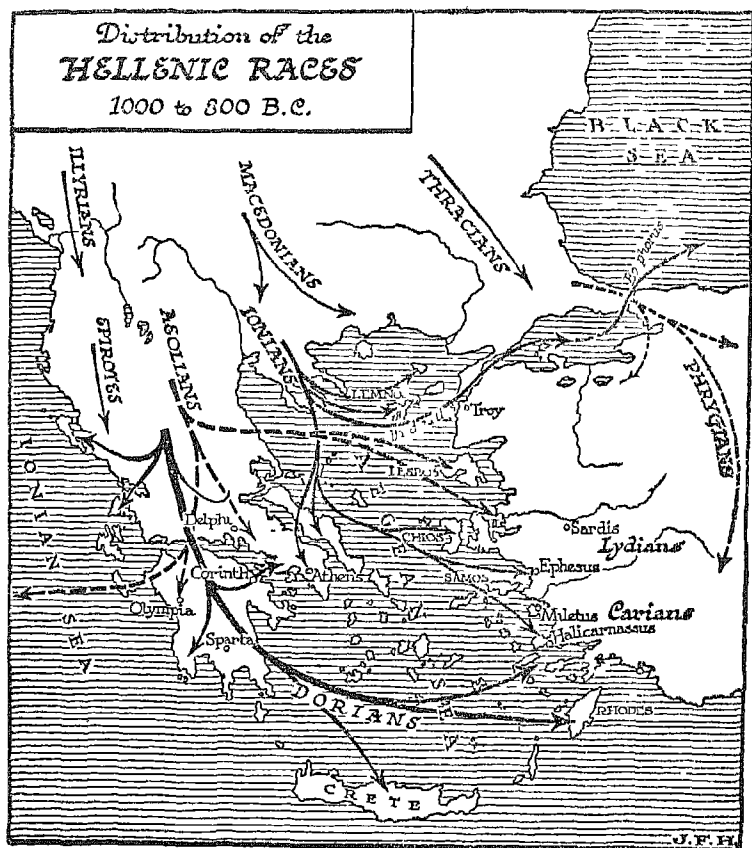 Distribution of the
HELLENIC RACES
1000 to 800 B.C.
BLACK
SEA
ILLYRIANS
MACEDONIANS
THRACIANS
EPIROTES
AEOLIANS
IONIANS
PHRYGIANS
Troy
LESBOS
IONIAN SEA
Delphi
CHIOS
Sardis
Lydians
Corinth
Athens
SAMOS
Ephesus
Olympia
Miletus
Carians
Halicarnassus
Sparta
DORIANS
RHODES
CRETE
J.F.H.